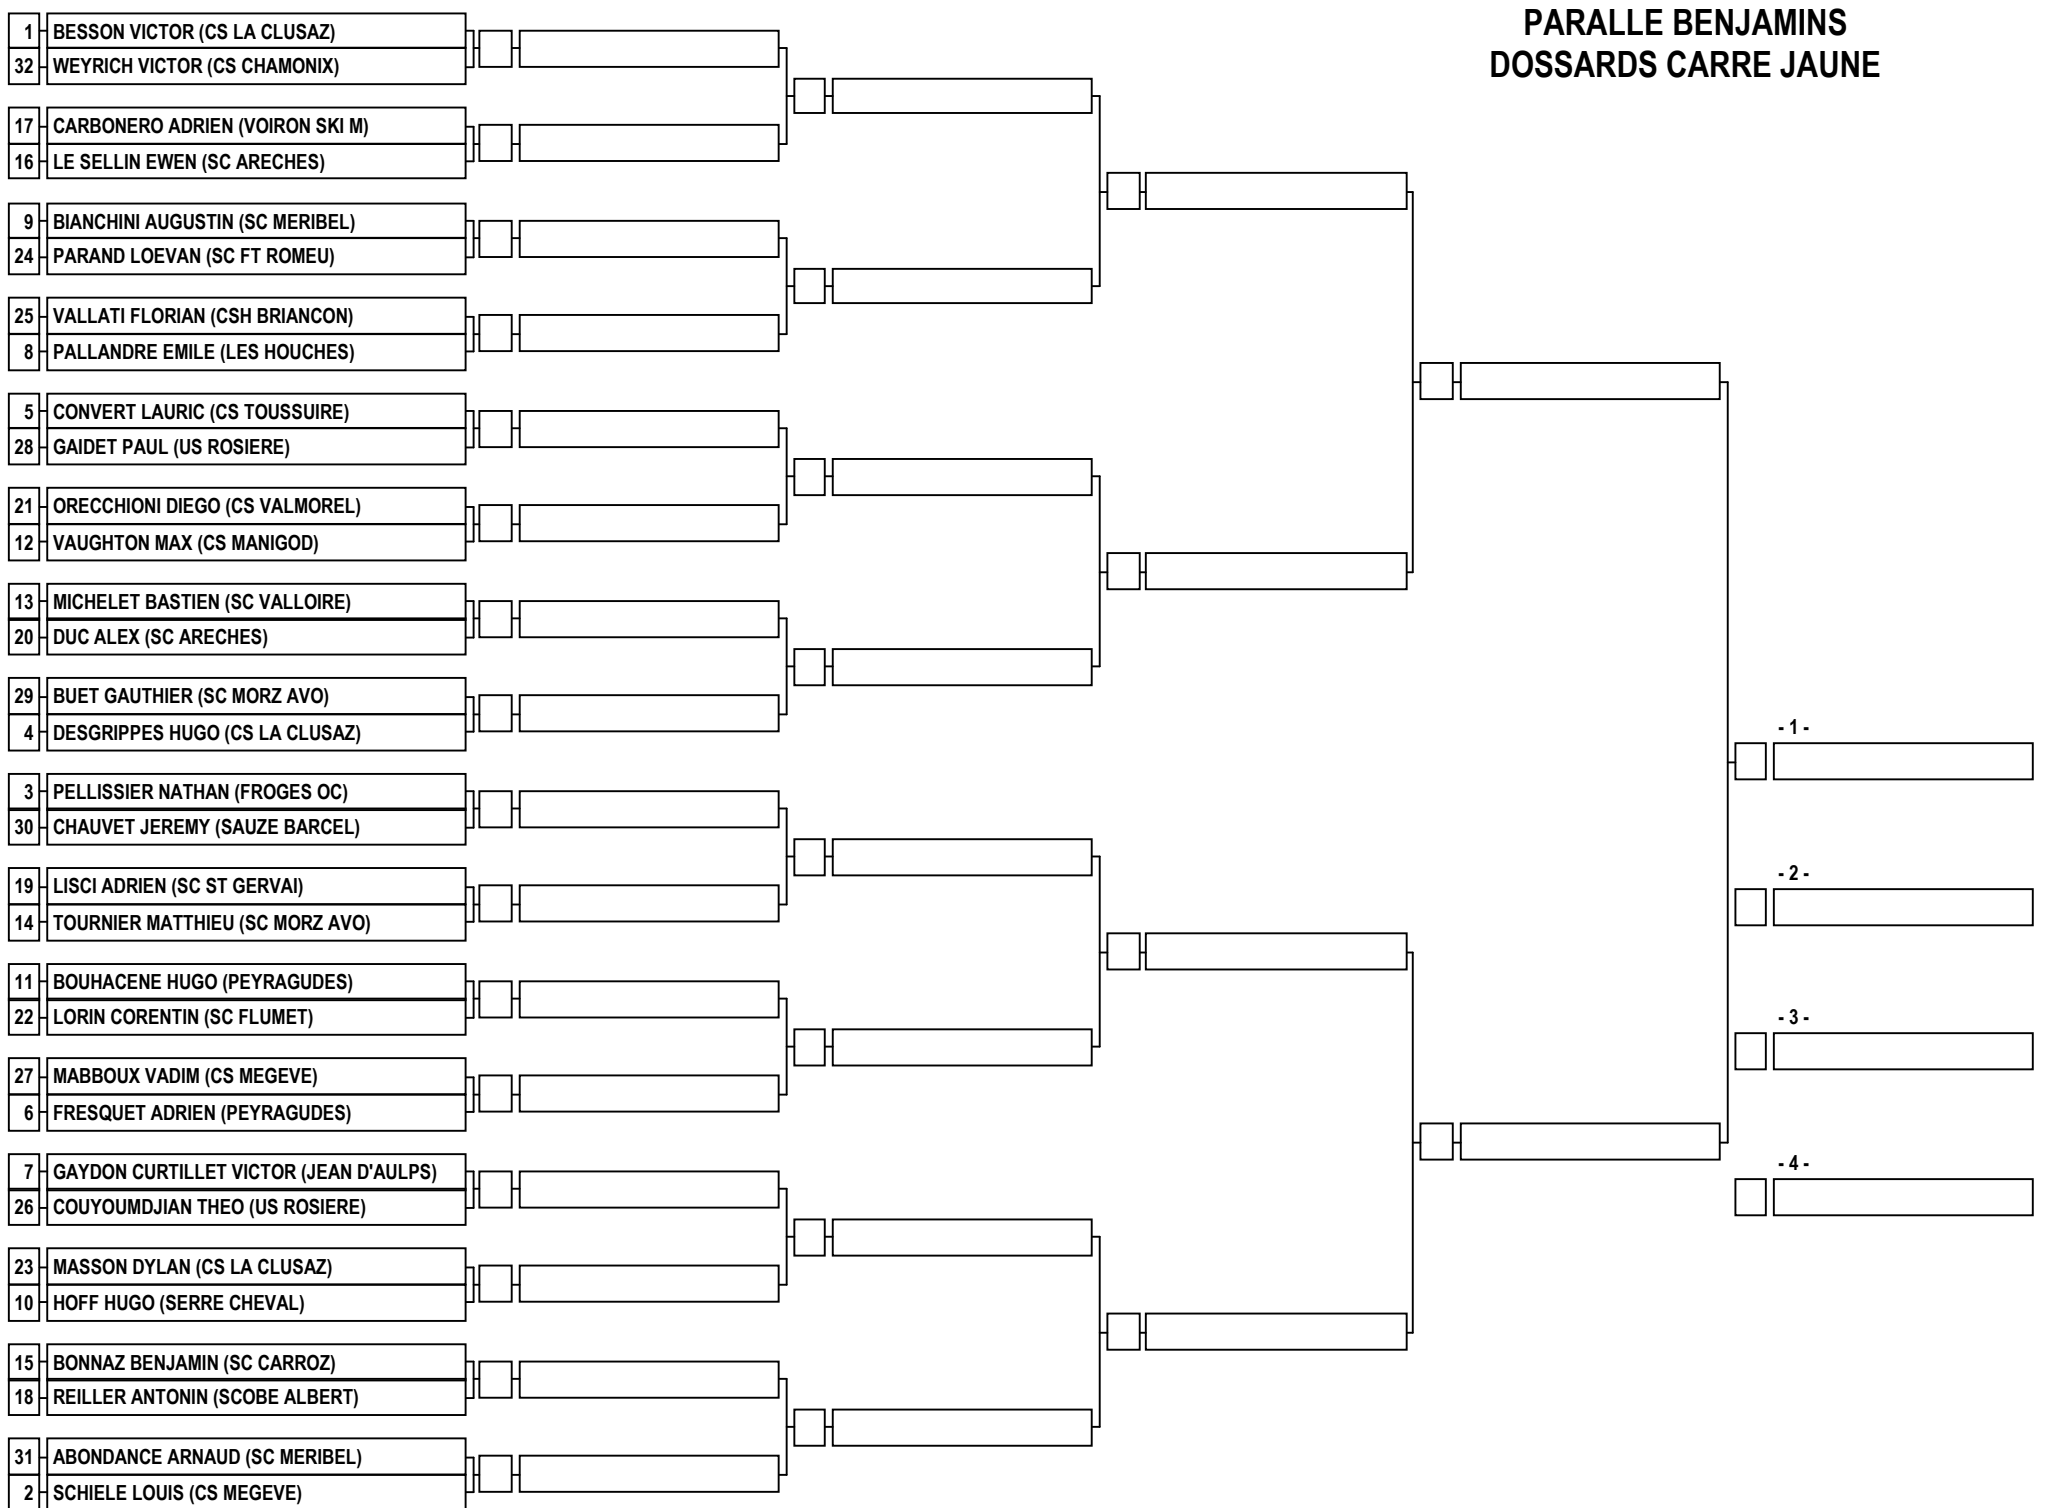 PARALLE BENJAMINS
DOSSARDS CARRE JAUNE
1 BESSON VICTOR (CS LA CLUSAZ)
32 WEYRICH VICTOR (CS CHAMONIX)
17 CARBONERO ADRIEN (VOIRON SKI M)
16 LE SELLIN EWEN (SC ARECHES)
9 BIANCHINI AUGUSTIN (SC MERIBEL)
24 PARAND LOEVAN (SC FT ROMEU)
25 VALLATI FLORIAN (CSH BRIANCON)
8 PALLANDRE EMILE (LES HOUCHES)
5 CONVERT LAURIC (CS TOUSSUIRE)
28 GAIDET PAUL (US ROSIERE)
21 ORECCHIONI DIEGO (CS VALMOREL)
12 VAUGHTON MAX (CS MANIGOD)
13 MICHELET BASTIEN (SC VALLOIRE)
20 DUC ALEX (SC ARECHES)
29 BUET GAUTHIER (SC MORZ AVO)
4 DESGRIPPES HUGO (CS LA CLUSAZ)
3 PELLISSIER NATHAN (FROGES OC)
30 CHAUVET JEREMY (SAUZE BARCEL)
19 LISCI ADRIEN (SC ST GERVAI)
14 TOURNIER MATTHIEU (SC MORZ AVO)
11 BOUHACENE HUGO (PEYRAGUDES)
22 LORIN CORENTIN (SC FLUMET)
27 MABBOUX VADIM (CS MEGEVE)
6 FRESQUET ADRIEN (PEYRAGUDES)
7 GAYDON CURTILLET VICTOR (JEAN D'AULPS)
26 COUYOUMDJIAN THEO (US ROSIERE)
23 MASSON DYLAN (CS LA CLUSAZ)
10 HOFF HUGO (SERRE CHEVAL)
15 BONNAZ BENJAMIN (SC CARROZ)
18 REILLER ANTONIN (SCOBE ALBERT)
31 ABONDANCE ARNAUD (SC MERIBEL)
2 SCHIELE LOUIS (CS MEGEVE)
- 1 -
- 2 -
- 3 -
- 4 -